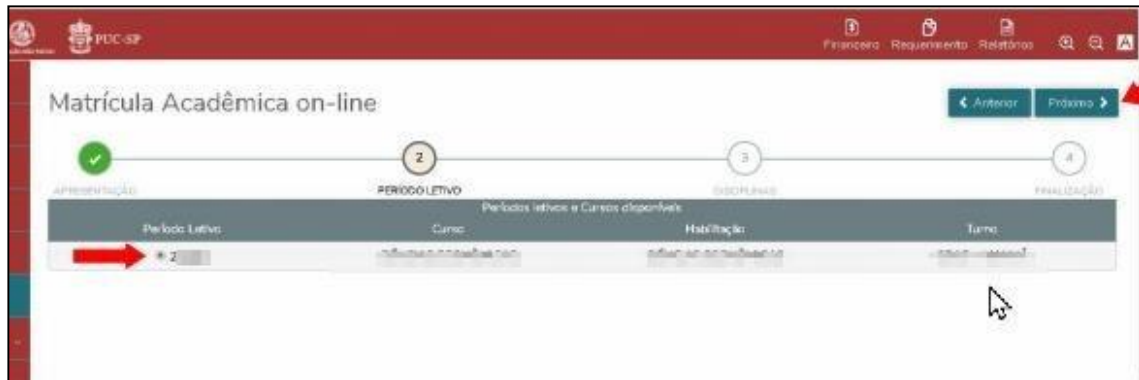 PUC-SP
Financeiro Requerimento Relatórios A
Matrícula Acadêmica on-line
Anterior Próximo
2 3 4
APRESENTAÇÃO PERÍODO LETIVO DISCIPLINAS FINALIZAÇÃO
Períodos letivos e Cursos disponíveis
Período Letivo Curso Habilitação Turno
2